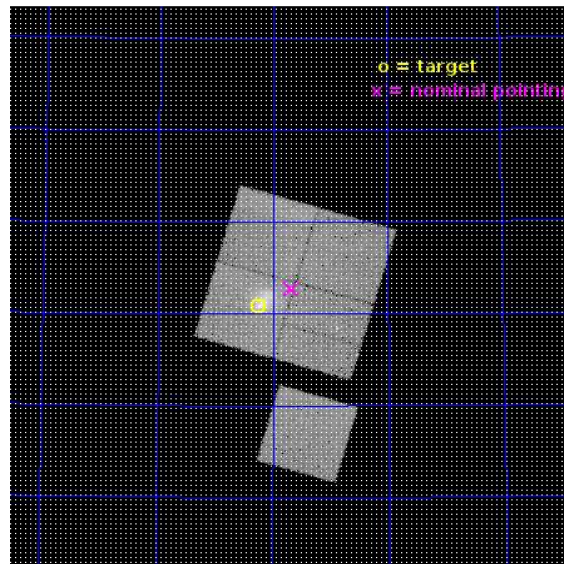 o = target
x = nominal pointin